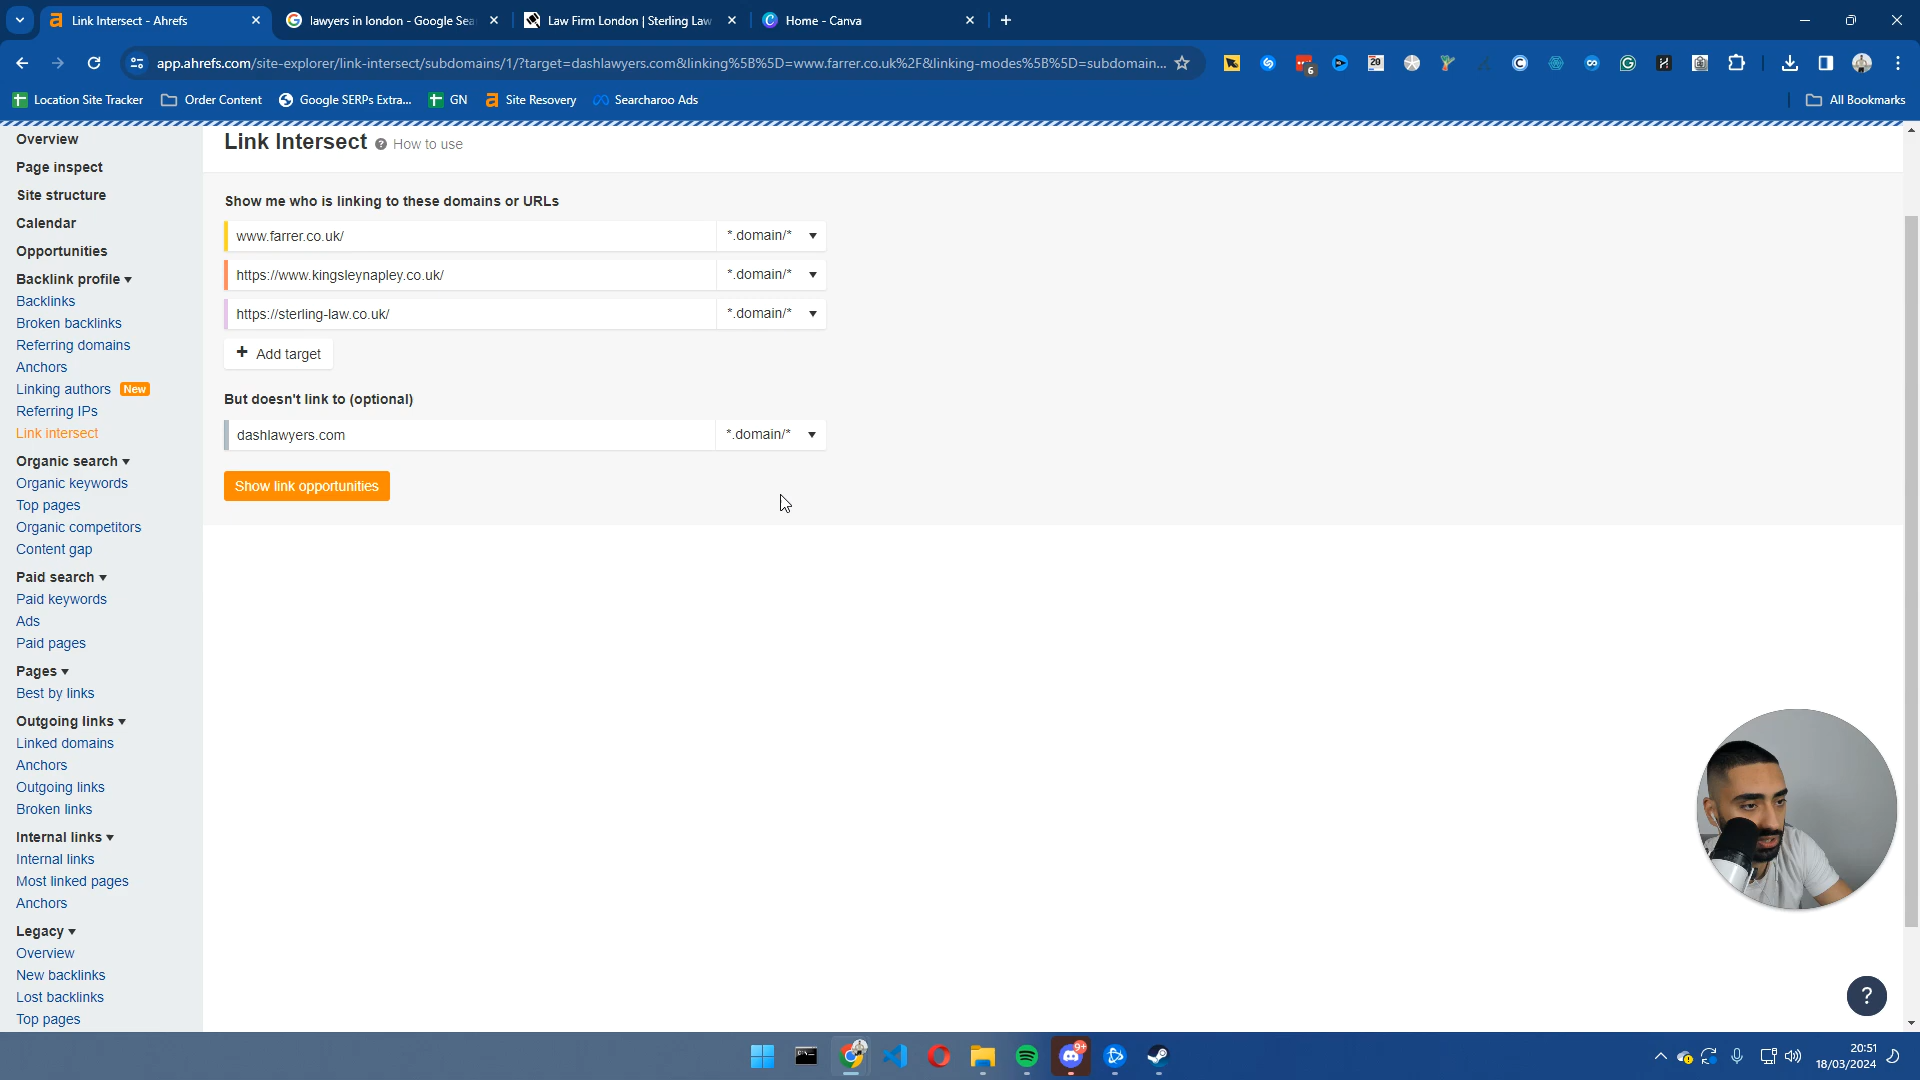 Link Intersect - Ahrefs
lawyers in london - Google Sea
Law Firm London | Sterling Law
Home - Canva
app.ahrefs.com/site-explorer/link-intersect/subdomains/1/?target=dashlawyers.com&linking%5B%5D=www.farrer.co.uk%2F&linking-modes%5B%5D=subdomain...
6
20
Location Site Tracker
Order Content
Google SERPs Extra...
GN
Site Recovery
Searcharoo Ads
All Bookmarks
Overview
Page inspect
Site structure
Calendar
Opportunities
Backlink profile
Backlinks
Broken backlinks
Referring domains
Anchors
Linking authors New
Referring IPs
Link intersect
Organic search
Organic keywords
Top pages
Organic competitors
Content gap
Paid search
Paid keywords
Ads
Paid pages
Pages
Best by links
Outgoing links
Linked domains
Anchors
Outgoing links
Broken links
Internal links
Internal links
Most linked pages
Anchors
Legacy
Overview
New backlinks
Lost backlinks
Top pages
Link Intersect ? How to use
Show me who is linking to these domains or URLs
www.farrer.co.uk/ *.domain/*
https://www.kingsleynapley.co.uk/ *.domain/*
https://sterling-law.co.uk/ *.domain/*
+ Add target
But doesn't link to (optional)
dashlawyers.com *.domain/*
Show link opportunities
?
9+
20:51
18/03/2024